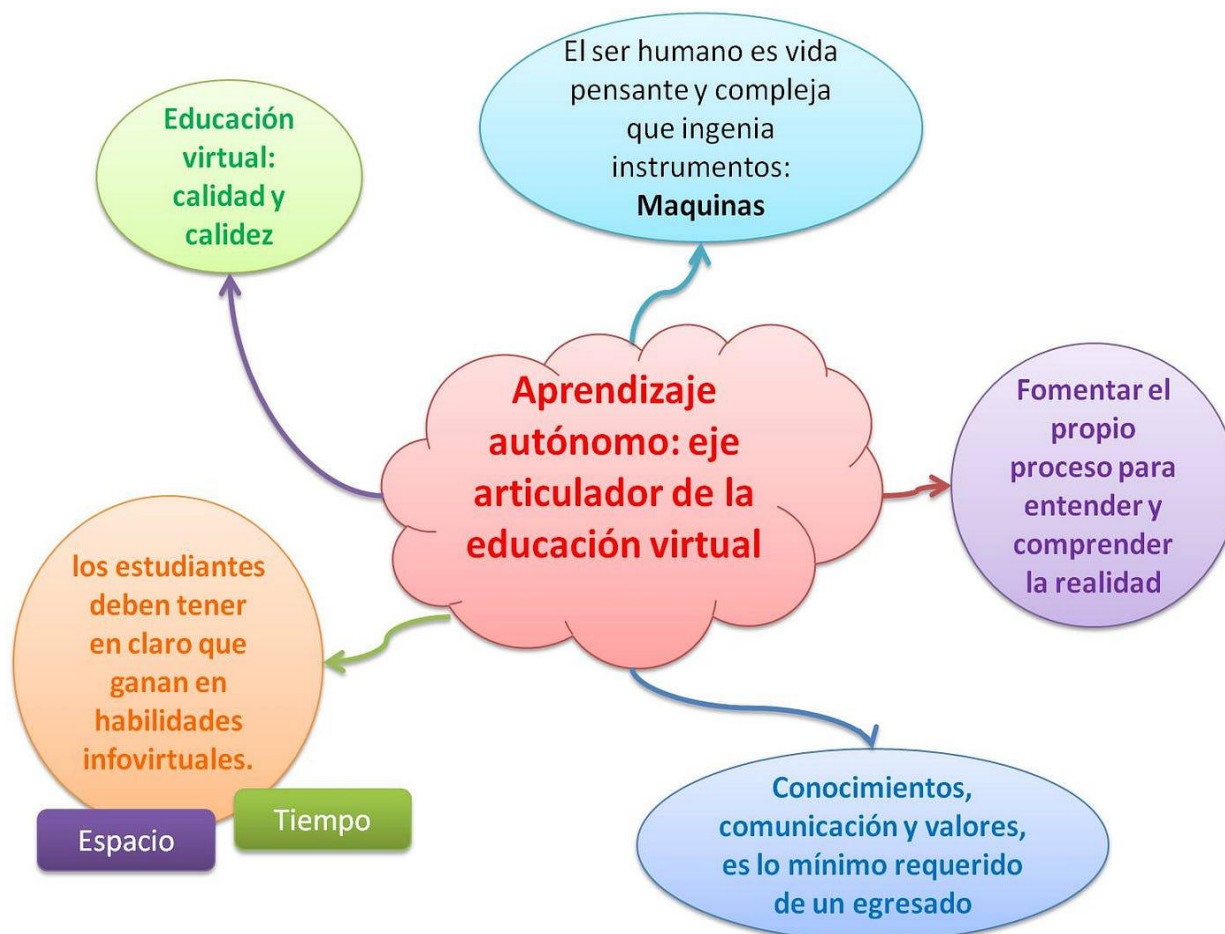 El ser humano es vida
pensante y compleja
que ingenia
instrumentos:
Maquinas
Educación
virtual:
calidad y
calidez
Aprendizaje
autónomo: eje
articulador de la
educación virtual
Fomentar el
propio
proceso para
entender y
comprender
la realidad
los estudiantes
deben tener
en claro que
ganan en
habilidades
infovirtuales.
Espacio
Tiempo
Conocimientos,
comunicación y valores,
es lo mínimo requerido
de un egresado